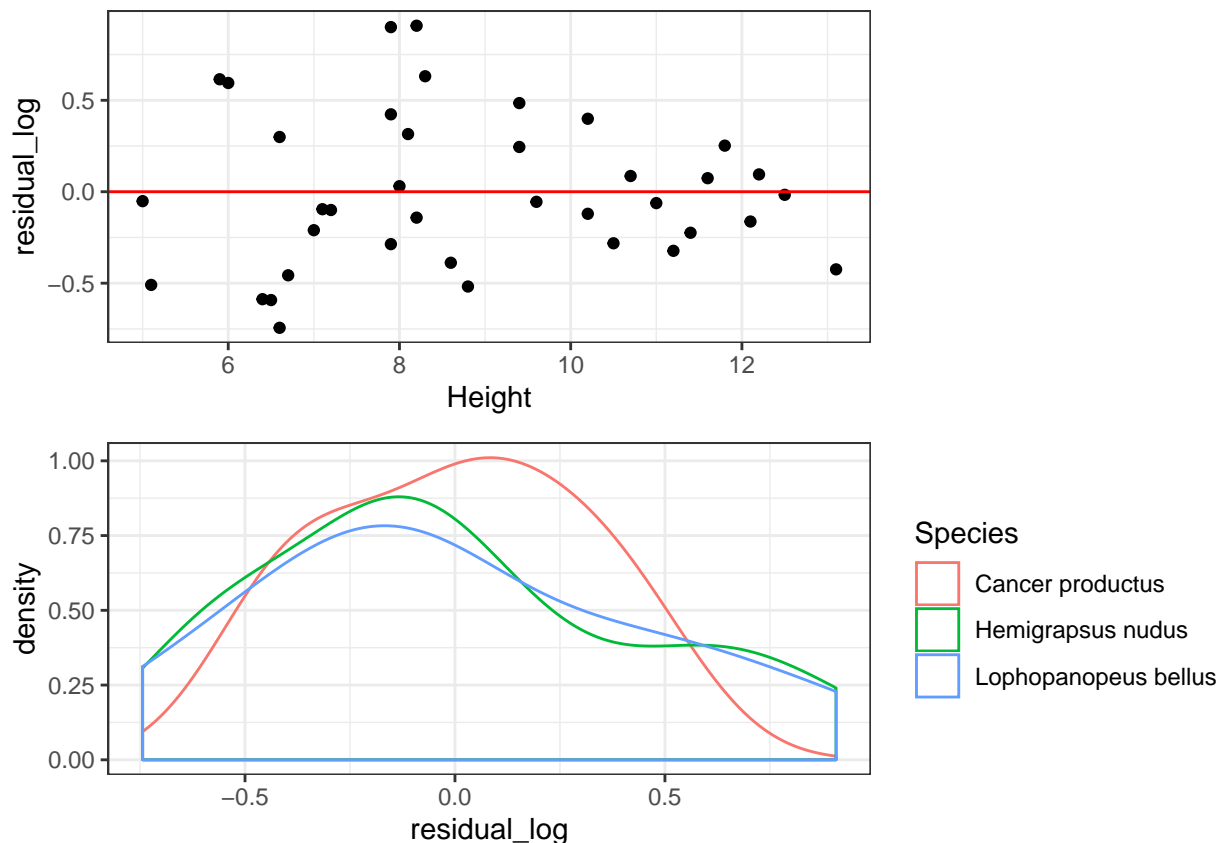 0.5
0.0
−0.5
residual_log
6
8
10
12
Height
1.00
0.75
0.50
0.25
0.00
density
−0.5
0.0
0.5
residual_log
Species
Cancer productus
Hemigrapsus nudus
Lophopanopeus bellus